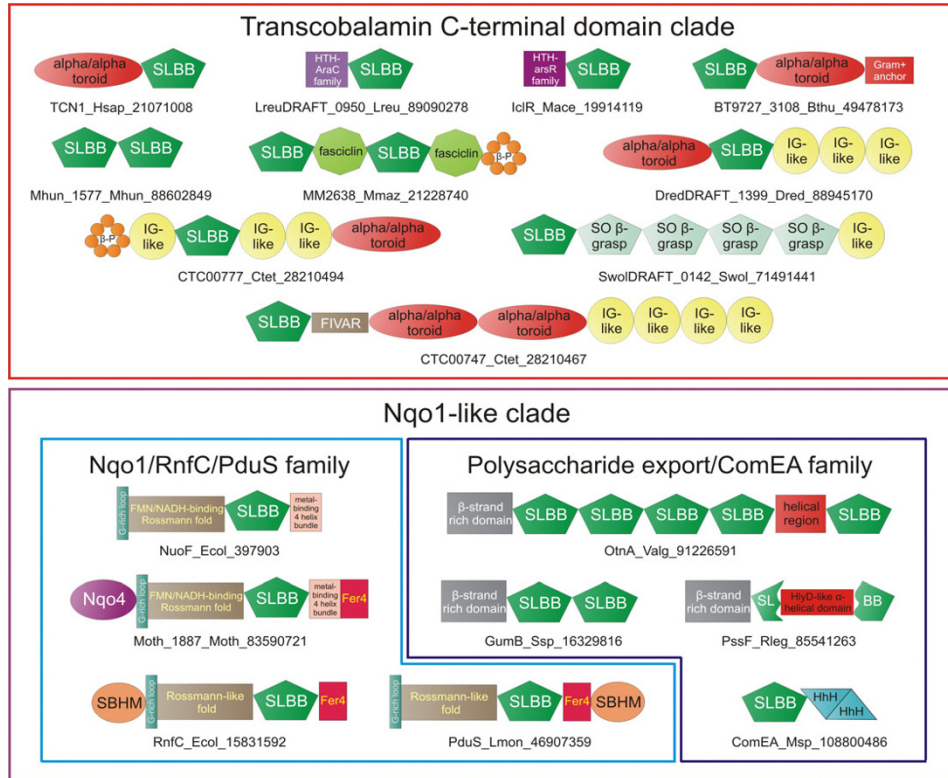 Transcobalamin C-terminal domain clade
alpha/alpha toroid SLBB
TCN1_Hsap_21071008
HTH-AraC family SLBB
LreuDRAFT_0950_Lreu_89090278
HTH-arsR family SLBB
IclR_Mace_19914119
SLBB alpha/alpha toroid Gram+ anchor
BT9727_3108_Bthu_49478173
SLBB SLBB
Mhun_1577_Mhun_88602849
SLBB fasciclin SLBB fasciclin β-P
MM2638_Mmaz_21228740
alpha/alpha toroid SLBB IG-like IG-like IG-like
DredDRAFT_1399_Dred_88945170
β-P IG-like SLBB IG-like IG-like alpha/alpha toroid
CTC00777_Ctet_28210494
SLBB SO β-grasp SO β-grasp SO β-grasp SO β-grasp IG-like
SwolDRAFT_0142_Swol_71491441
SLBB FIVAR alpha/alpha toroid alpha/alpha toroid IG-like IG-like IG-like IG-like
CTC00747_Ctet_28210467
Nqo1-like clade
Nqo1/RnfC/PduS family
G-rich loop FMN/NADH-binding Rossmann fold SLBB metal-binding 4 helix bundle
NuoF_Ecol_397903
Nqo4 G-rich loop FMN/NADH-binding Rossmann fold SLBB metal-binding 4 helix bundle Fer4
Moth_1887_Moth_83590721
SBHM G-rich loop Rossmann-like fold SLBB Fer4
RnfC_Ecol_15831592
G-rich loop Rossmann-like fold SLBB Fer4 SBHM
PduS_Lmon_46907359
Polysaccharide export/ComEA family
β-strand rich domain SLBB SLBB SLBB SLBB helical region SLBB
OtnA_Valg_91226591
β-strand rich domain SLBB SLBB
GumB_Ssp_16329816
β-strand rich domain SL HlyD-like α-helical domain BB
PssF_Rleg_85541263
SLBB HhH HhH
ComEA_Msp_108800486